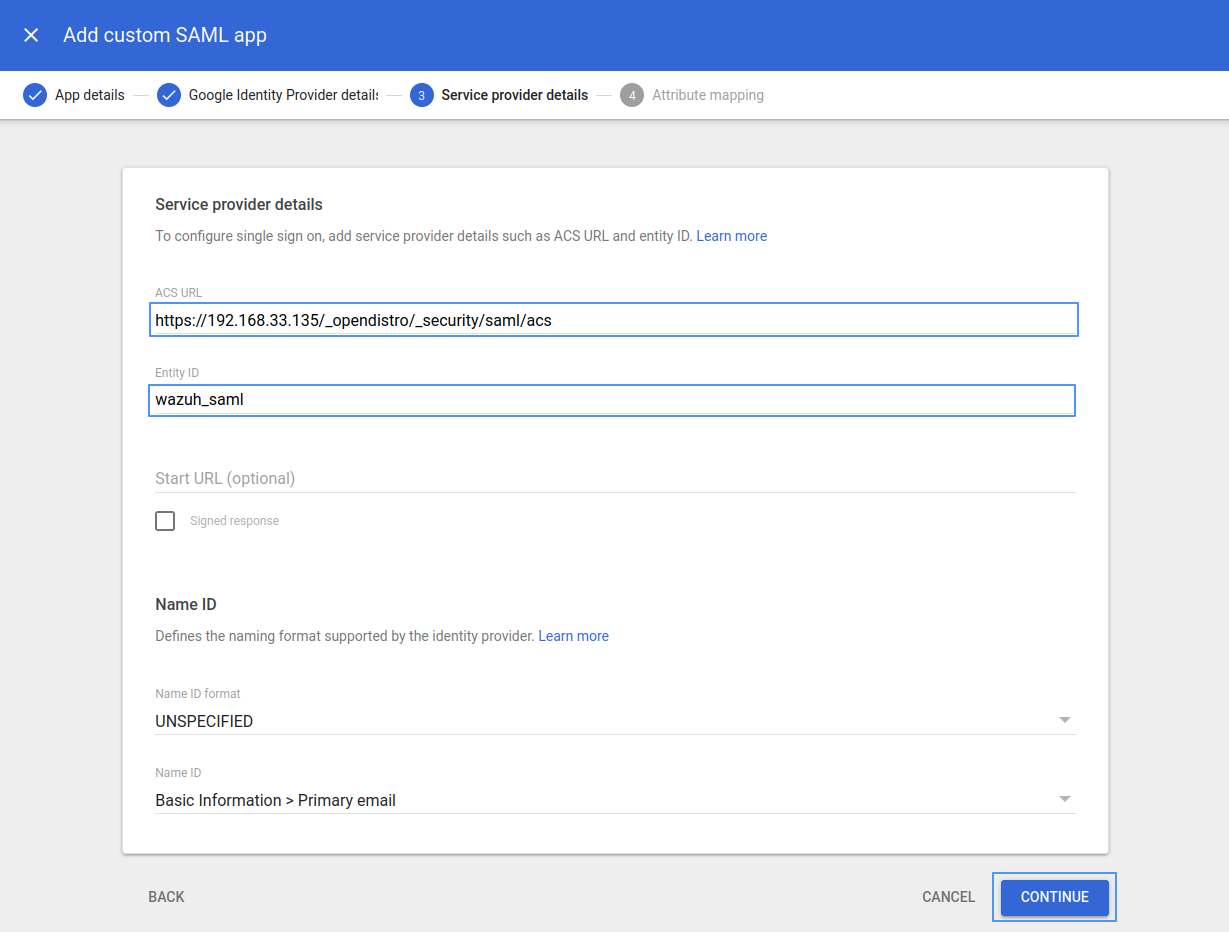 Add custom SAML app
App details
Google Identity Provider details
3 Service provider details
4 Attribute mapping
Service provider details
To configure single sign on, add service provider details such as ACS URL and entity ID. Learn more
ACS URL
https://192.168.33.135/_opendistro/_security/saml/acs
Entity ID
wazuh_saml
Start URL (optional)
Signed response
Name ID
Defines the naming format supported by the identity provider. Learn more
Name ID format
UNSPECIFIED
Name ID
Basic Information > Primary email
BACK
CANCEL
CONTINUE